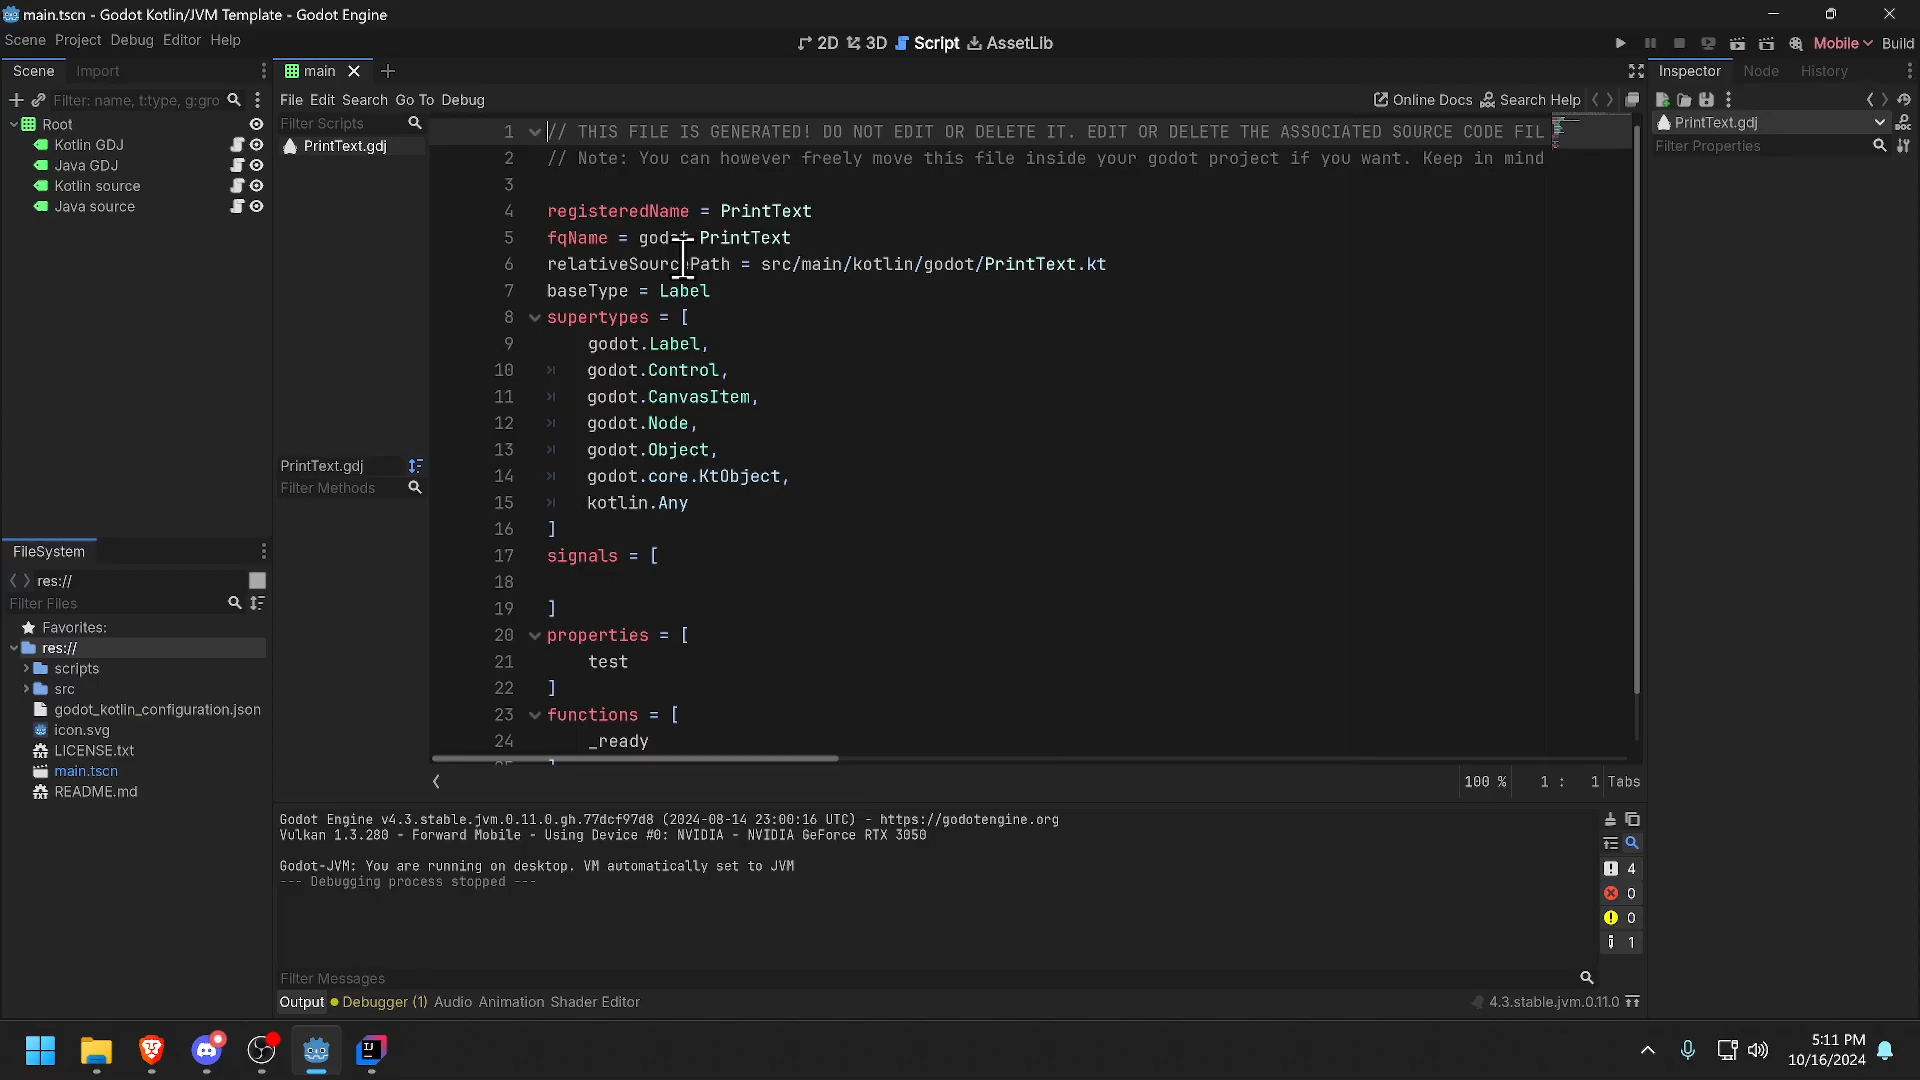 main.tscn - Godot Kotlin/JVM Template - Godot Engine
Scene Project Debug Editor Help
2D 3D Script AssetLib
Mobile Build
Scene Import
main
Inspector Node History
Filter: name, t:type, g:gro
File Edit Search Go To Debug
Online Docs Search Help
Root
Kotlin GDJ
Java GDJ
Kotlin source
Java source
Filter Scripts
PrintText.gdj
PrintText.gdj
Filter Methods
1 // THIS FILE IS GENERATED! DO NOT EDIT OR DELETE IT. EDIT OR DELETE THE ASSOCIATED SOURCE CODE FIL
2 // Note: You can however freely move this file inside your godot project if you want. Keep in mind
3
4 registeredName = PrintText
5 fqName = godot.PrintText
6 relativeSourcePath = src/main/kotlin/godot/PrintText.kt
7 baseType = Label
8 supertypes = [
9 godot.Label,
10 godot.Control,
11 godot.CanvasItem,
12 godot.Node,
13 godot.Object,
14 godot.core.KtObject,
15 kotlin.Any
16 ]
17 signals = [
18
19 ]
20 properties = [
21 test
22 ]
23 functions = [
24 _ready
100 % 1 : 1 Tabs
PrintText.gdj
Filter Properties
FileSystem
res://
Filter Files
Favorites:
res://
scripts
src
godot_kotlin_configuration.json
icon.svg
LICENSE.txt
main.tscn
README.md
Godot Engine v4.3.stable.jvm.0.11.0.gh.77dcf97d8 (2024-08-14 23:00:16 UTC) - https://godotengine.org
Vulkan 1.3.280 - Forward Mobile - Using Device #0: NVIDIA - NVIDIA GeForce RTX 3050
Godot-JVM: You are running on desktop. VM automatically set to JVM
--- Debugging process stopped ---
4
0
0
1
Filter Messages
Output Debugger (1) Audio Animation Shader Editor
4.3.stable.jvm.0.11.0
5:11 PM
10/16/2024